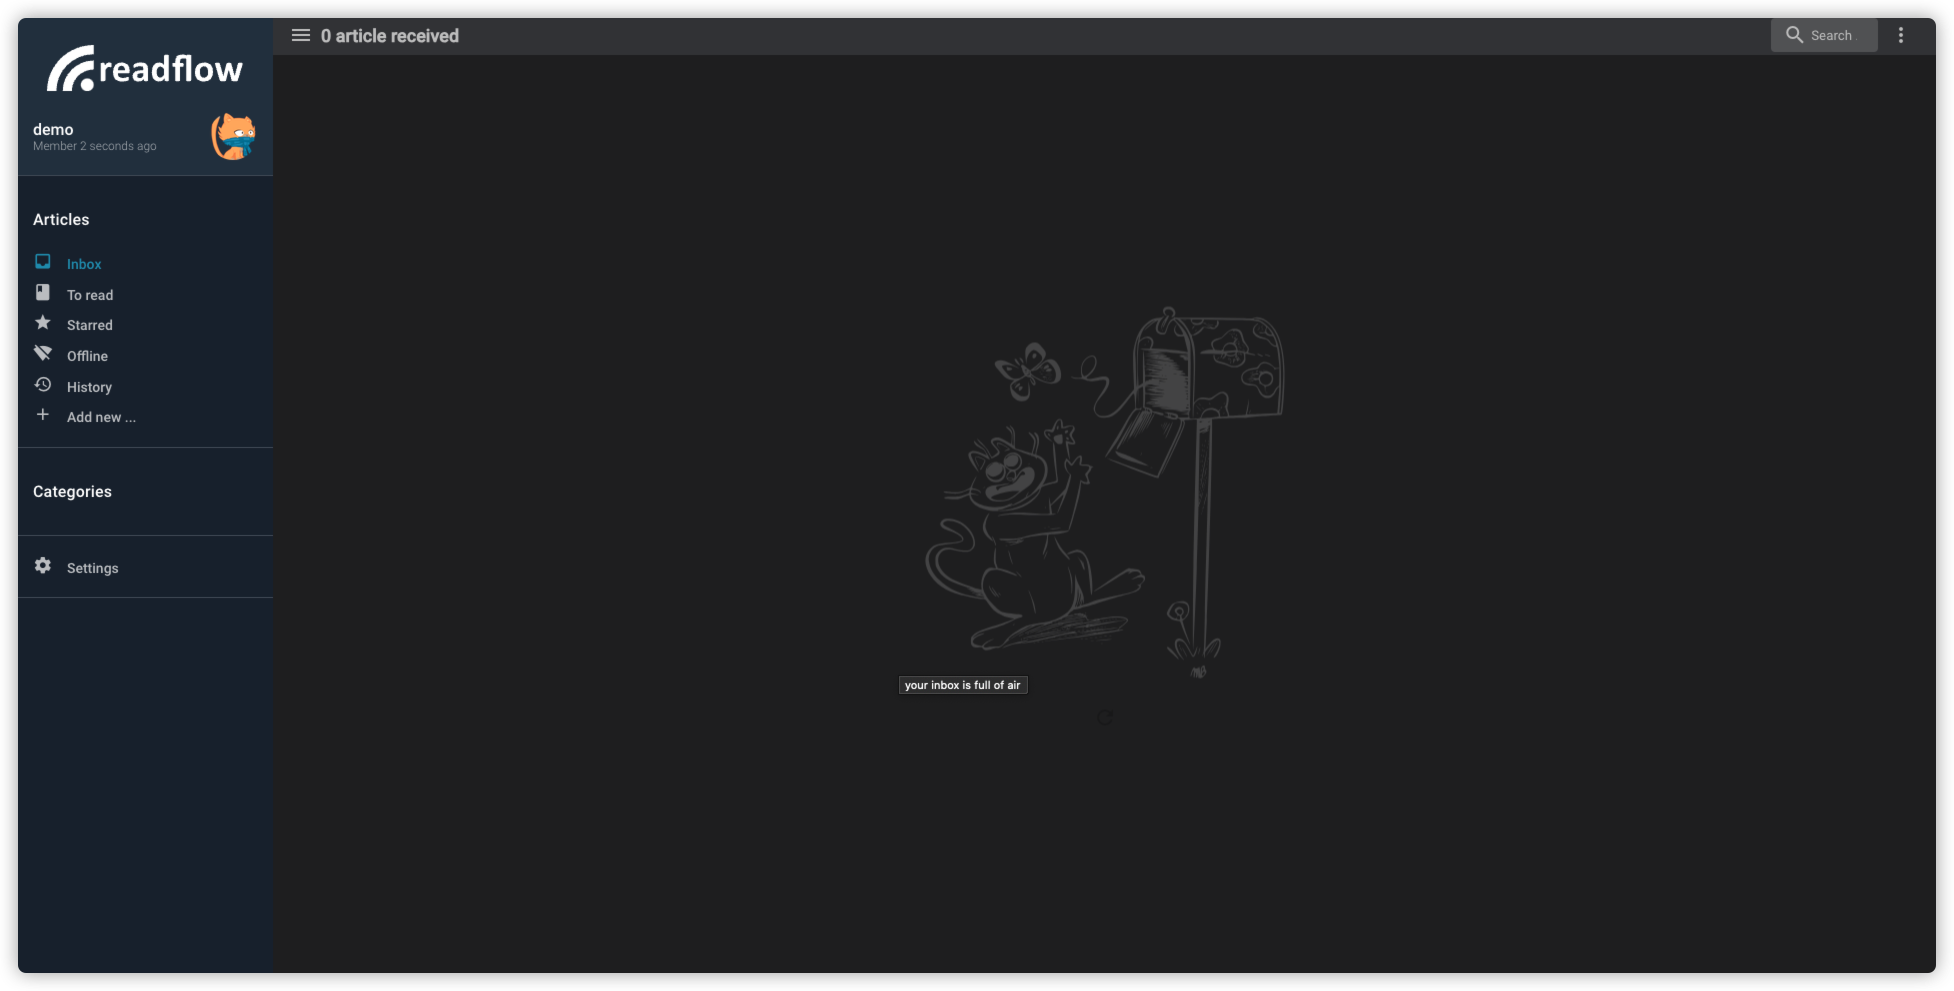 readflow
demo
Member 2 seconds ago
Articles
Inbox
To read
Starred
Offline
History
Add new ...
Categories
Settings
0 article received
Search
your inbox is full of air